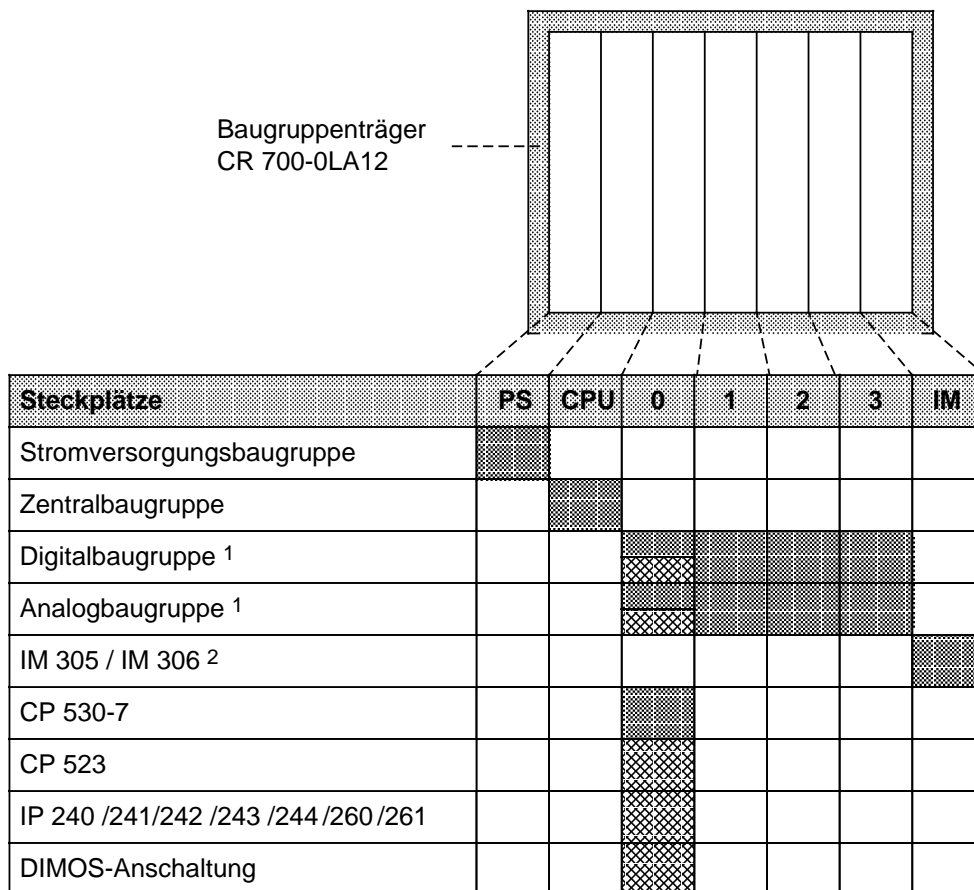 Baugruppenträger
CR 700-0LA12
Steckplätze PS CPU 0 1 2 3 IM
Stromversorgungsbaugruppe
Zentralbaugruppe
Digitalbaugruppe 1
Analogbaugruppe 1
IM 305 / IM 306 2
CP 530-7
CP 523
IP 240 /241/242 /243 /244 /260 /261
DIMOS-Anschaltung